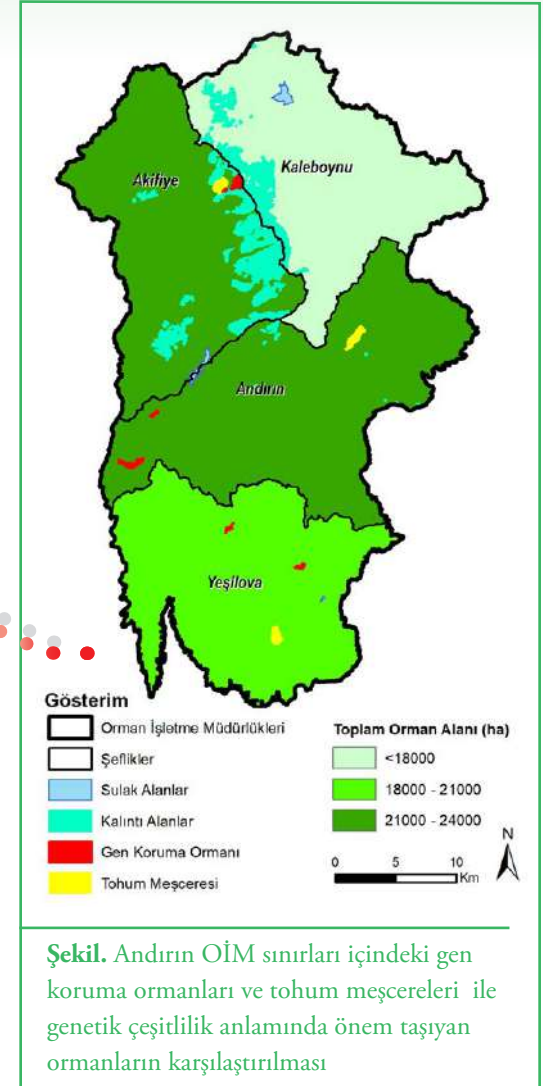 Akifiye
Kaleboynu
Andırın
Yeşilova
Gösterim
Orman İşletme Müdürlükleri
Şeflikler
Sulak Alanlar
Kalıntı Alanlar
Gen Koruma Ormanı
Tohum Meşceresi
Toplam Orman Alanı (ha)
<18000
18000 - 21000
21000 - 24000
N
0 5 10
Km
Şekil. Andırın OİM sınırları içindeki gen
koruma ormanları ve tohum meşcereleri ile
genetik çeşitlilik anlamında önem taşıyan
ormanların karşılaştırılması